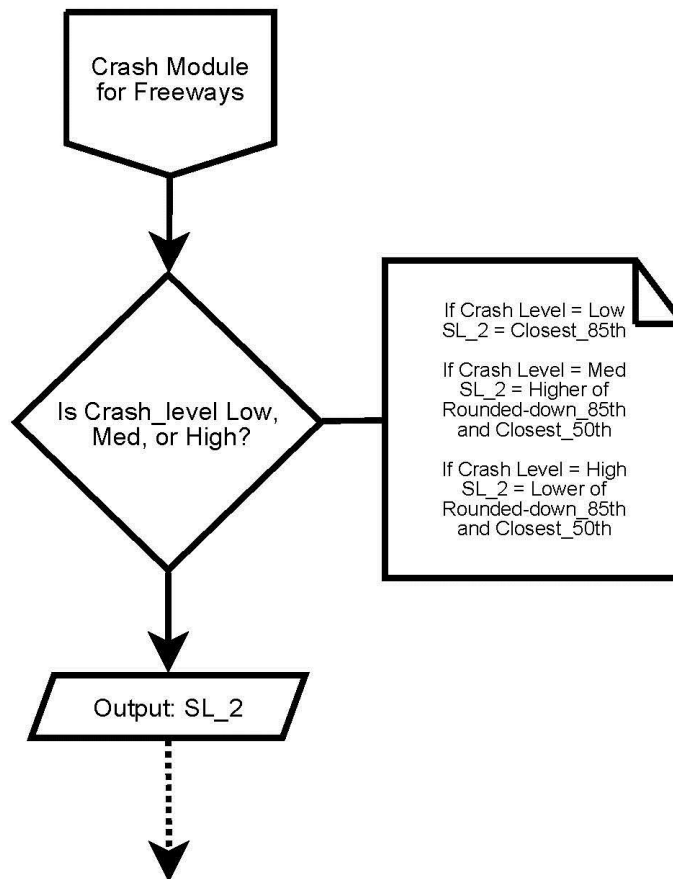 Crash Module
for Freeways
Is Crash_level Low,
Med, or High?
If Crash Level = Low
SL_2 = Closest_85th
If Crash Level = Med
SL_2 = Higher of
Rounded-down_85th
and Closest_50th
If Crash Level = High
SL_2 = Lower of
Rounded-down_85th
and Closest_50th
Output: SL_2